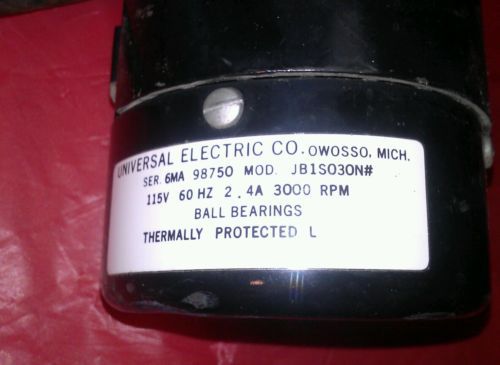 UNIVERSAL ELECTRIC CO. OWOSSO, MICH.
SER. 6MA 98750 MOD. JB1S030N#
115V 60 HZ 2.4A 3000 RPM
BALL BEARINGS
THERMALLY PROTECTED L